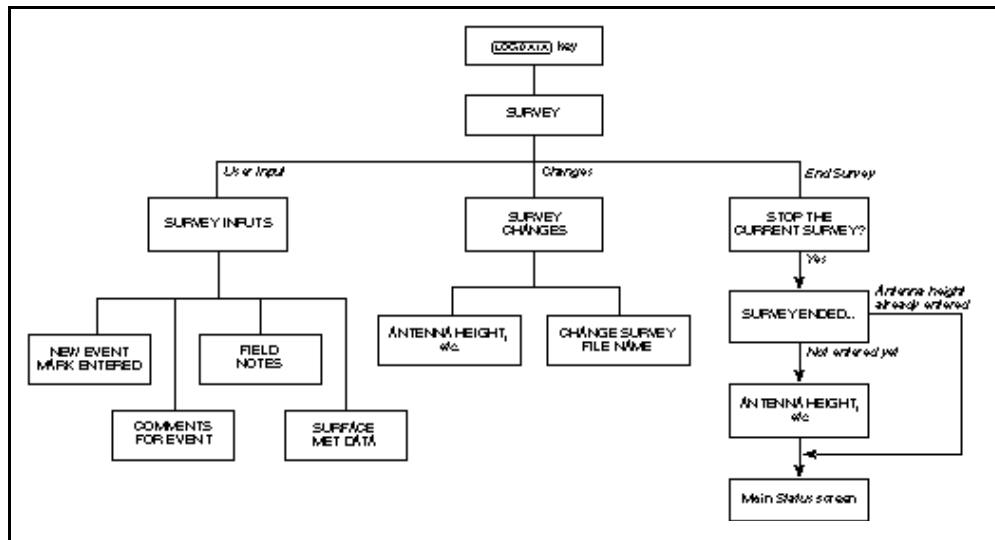 LOG DATA key
SURVEY
User Input
Changes
End Survey
SURVEY INPUTS
SURVEY
CHANGES
STOP THE
CURRENT SURVEY?
Yes
Antenna height
already entered
SURVEY ENDED...
NEW EVENT
MARK ENTERED
FIELD
NOTES
ANTENNA HEIGHT,
etc
CHANGE SURVEY
FILE NAME
Not entered yet
COMMENTS
FOR EVENT
SURFACE
MET DATA
ANTENNA HEIGHT,
etc
Main Status screen